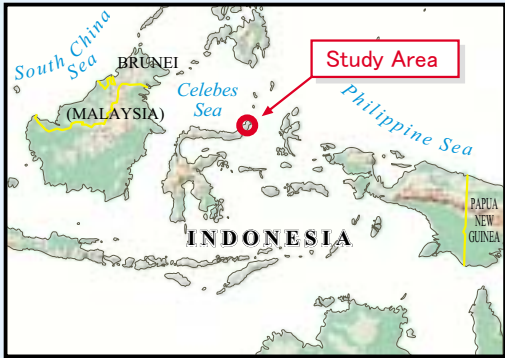 South China
Sea
BRUNEI
(MALAYSIA)
Celebes
Sea
Study Area
Philippine Sea
INDONESIA
PAPUA
NEW
GUINEA